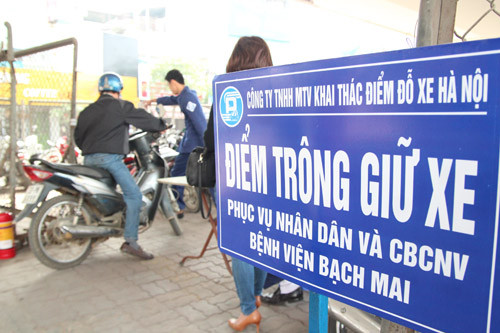 CÔNG TY TNHH MTV KHAI THÁC ĐIỂM ĐỖ XE HÀ NỘI
ĐIỂM TRÔNG GIỮ XE
PHỤC VỤ NHÂN DÂN VÀ CBCNV
BỆNH VIỆN BẠCH MAI